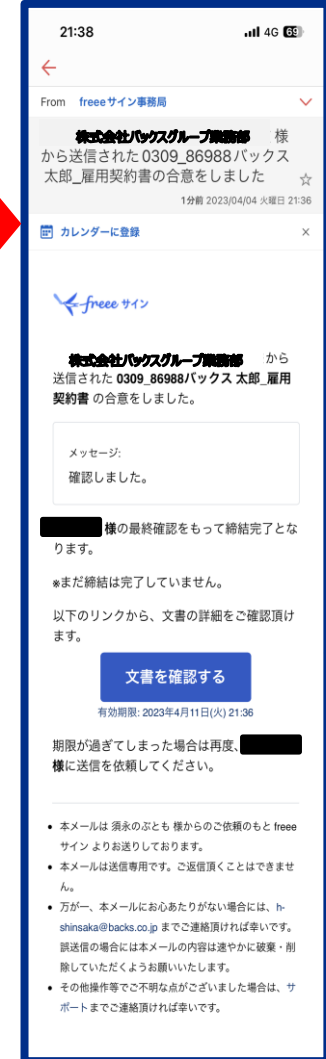 21:38
4G 69
From freeeサイン事務局
株式会社バックスグループ業務部 様
から送信された0309_86988バックス
太郎_雇用契約書の合意をしました
1分前 2023/04/04 火曜日 21:36
カレンダーに登録
freee サイン
株式会社バックスグループ業務部 から
送信された 0309_86988バックス 太郎_雇用
契約書 の合意をしました。
メッセージ:
確認しました。
様の最終確認をもって締結完了とな
ります。
※まだ締結は完了していません。
以下のリンクから、文書の詳細をご確認頂け
ます。
文書を確認する
有効期限: 2023年4月11日(火) 21:36
期限が過ぎてしまった場合は再度、
様に送信を依頼してください。
• 本メールは 須永のぶとも 様からのご依頼のもと freee
サイン よりお送りしております。
• 本メールは送信専用です。ご返信頂くことはできませ
ん。
• 万が一、本メールにお心あたりがない場合には、h-
shinsaka@backs.co.jp までご連絡頂ければ幸いです。
誤送信の場合には本メールの内容は速やかに破棄・削
除していただくようお願いいたします。
• その他操作等でご不明な点がございました場合は、サ
ポートまでご連絡頂ければ幸いです。